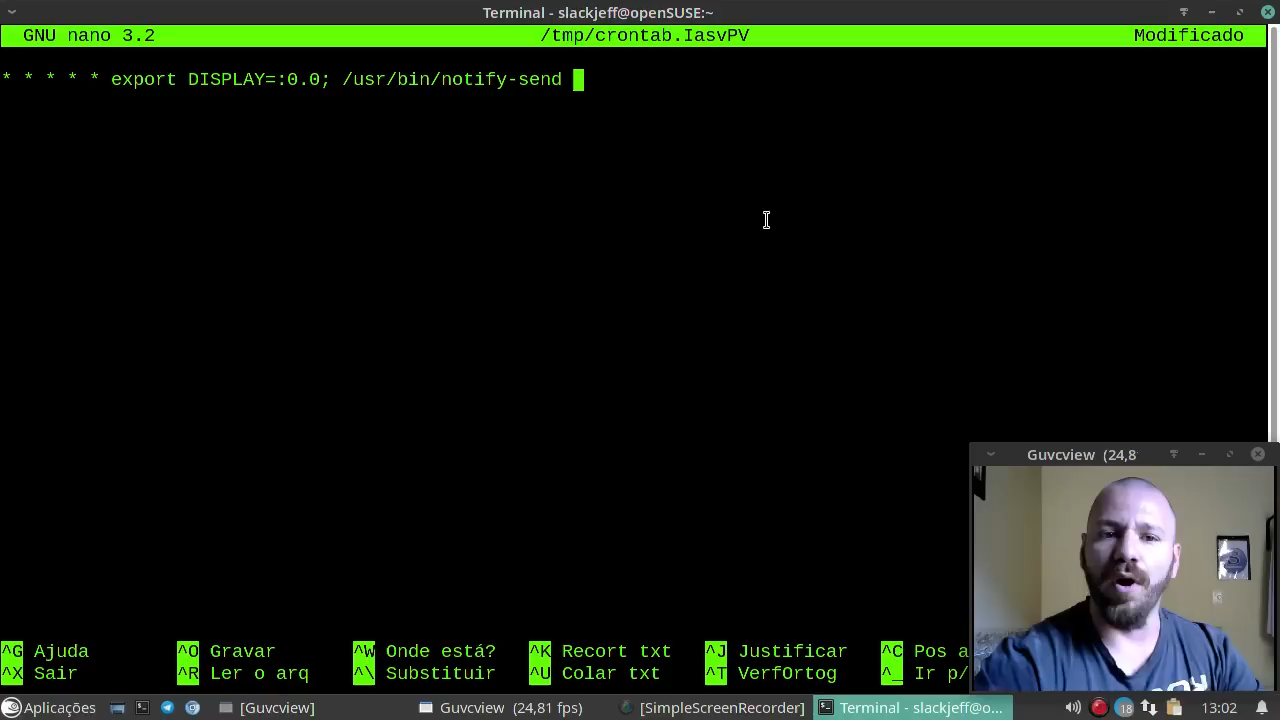 Terminal - slackjeff@openSUSE:~
GNU nano 3.2 /tmp/crontab.IasvPV Modificado
* * * * * export DISPLAY=:0.0; /usr/bin/notify-send
Guvcview (24,8
^G Ajuda ^O Gravar ^W Onde está? ^K Recort txt ^J Justificar ^C Pos a
^X Sair ^R Ler o arq ^\ Substituir ^U Colar txt ^T VerfOrtog ^_ Ir p/
Aplicações [Guvcview] Guvcview (24,81 fps) [SimpleScreenRecorder] Terminal - slackjeff@o... 18 13:02